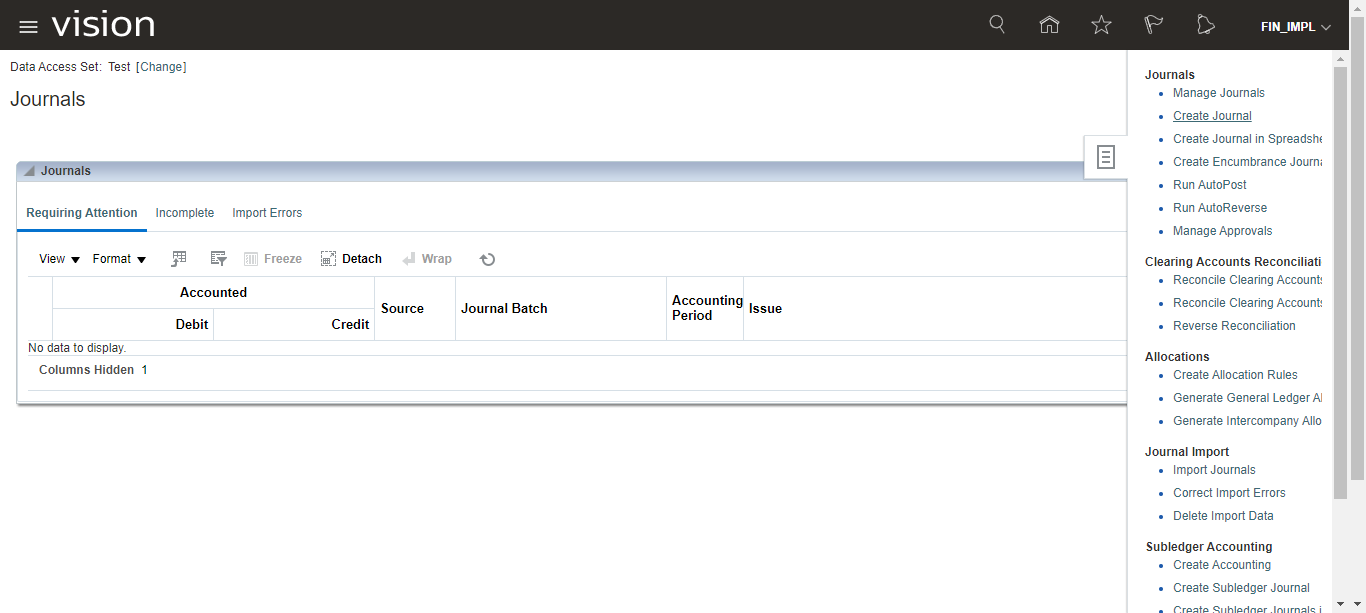 vision
FIN_IMPL
Data Access Set: Test [Change]
Journals
Journals
Requiring Attention Incomplete Import Errors
View Format Freeze Detach Wrap
Accounted
Debit Credit Source Journal Batch Accounting Period Issue
No data to display.
Columns Hidden 1
Journals
Manage Journals
Create Journal
Create Journal in Spreadshe
Create Encumbrance Journa
Run AutoPost
Run AutoReverse
Manage Approvals
Clearing Accounts Reconciliati
Reconcile Clearing Accounts
Reconcile Clearing Accounts
Reverse Reconciliation
Allocations
Create Allocation Rules
Generate General Ledger Al
Generate Intercompany Allo
Journal Import
Import Journals
Correct Import Errors
Delete Import Data
Subledger Accounting
Create Accounting
Create Subledger Journal
Create Subledger Journals i